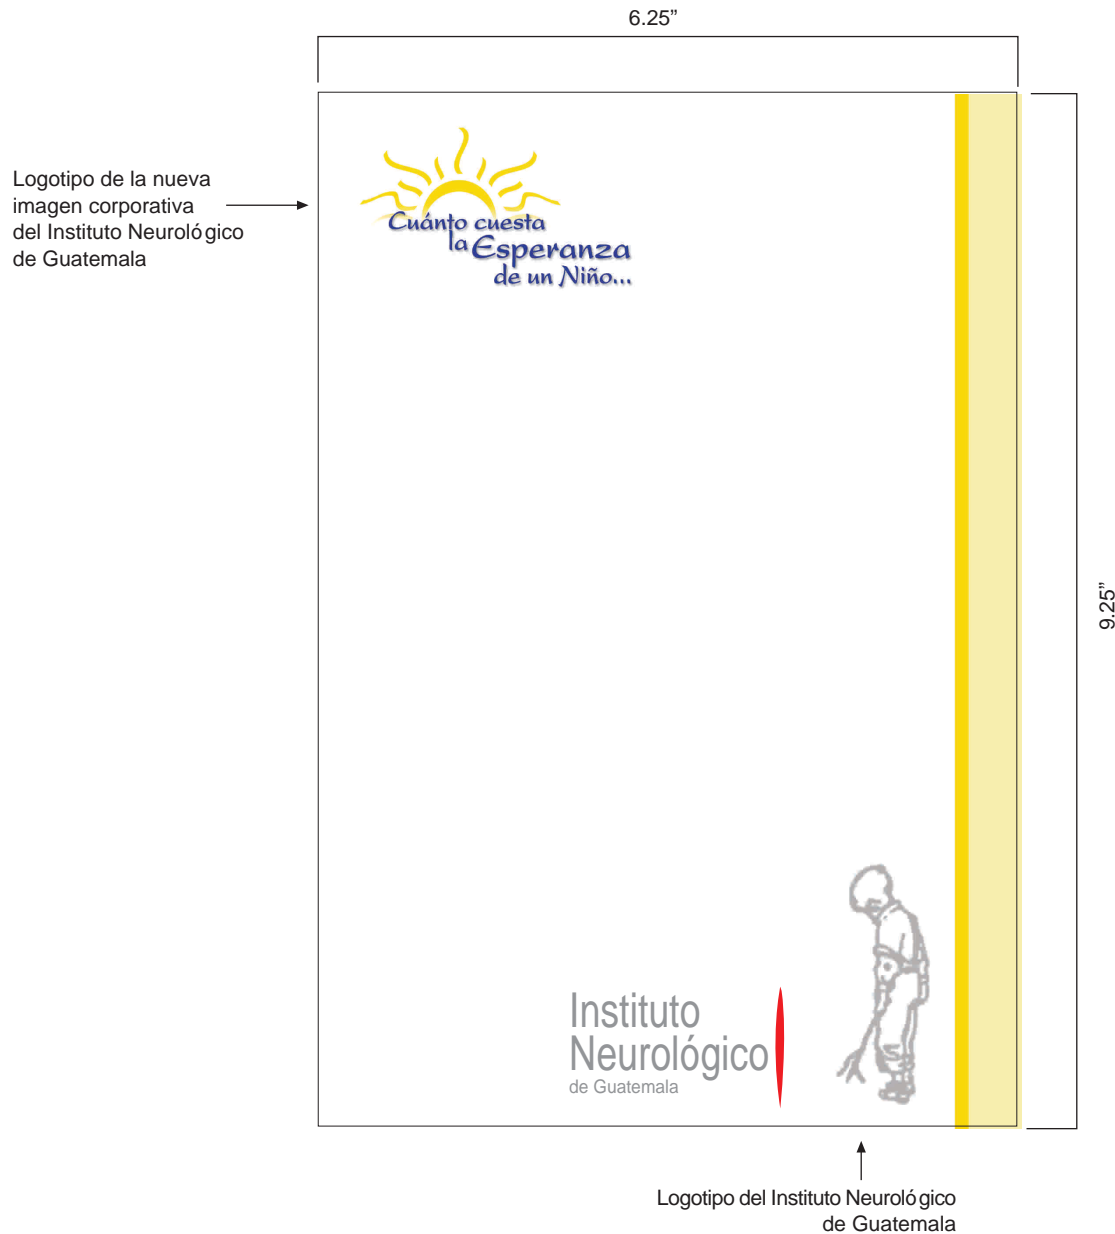 6.25”
Logotipo de la nueva
imagen corporativa
del Instituto Neurológico
de Guatemala
Cuánto cuesta
la Esperanza
de un Niño...
9.25”
Instituto
Neurológico
de Guatemala
Logotipo del Instituto Neurológico
de Guatemala